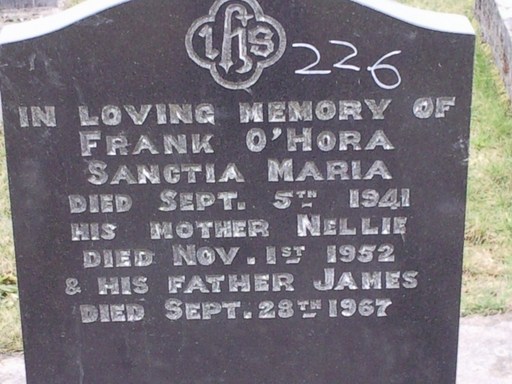 ihs
226
IN LOVING MEMORY OF
FRANK O'HORA
SANCTIA MARIA
DIED SEPT. 5TH 1941
HIS MOTHER NELLIE
DIED NOV. 1ST 1952
& HIS FATHER JAMES
DIED SEPT. 28TH 1967